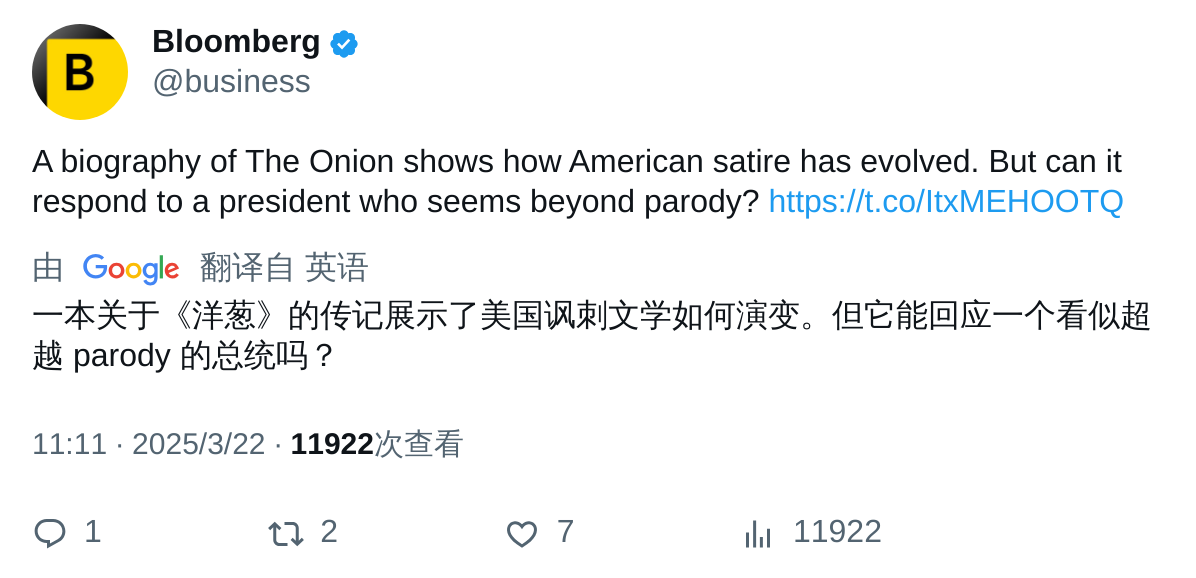 B
Bloomberg
@business
A biography of The Onion shows how American satire has evolved. But can it
respond to a president who seems beyond parody? https://t.co/ItxMEHOOTQ
由 Google 翻译自 英语
一本关于《洋葱》的传记展示了美国讽刺文学如何演变。但它能回应一个看似超
越 parody 的总统吗？
11:11 · 2025/3/22 · 11922次查看
1 2 7 11922